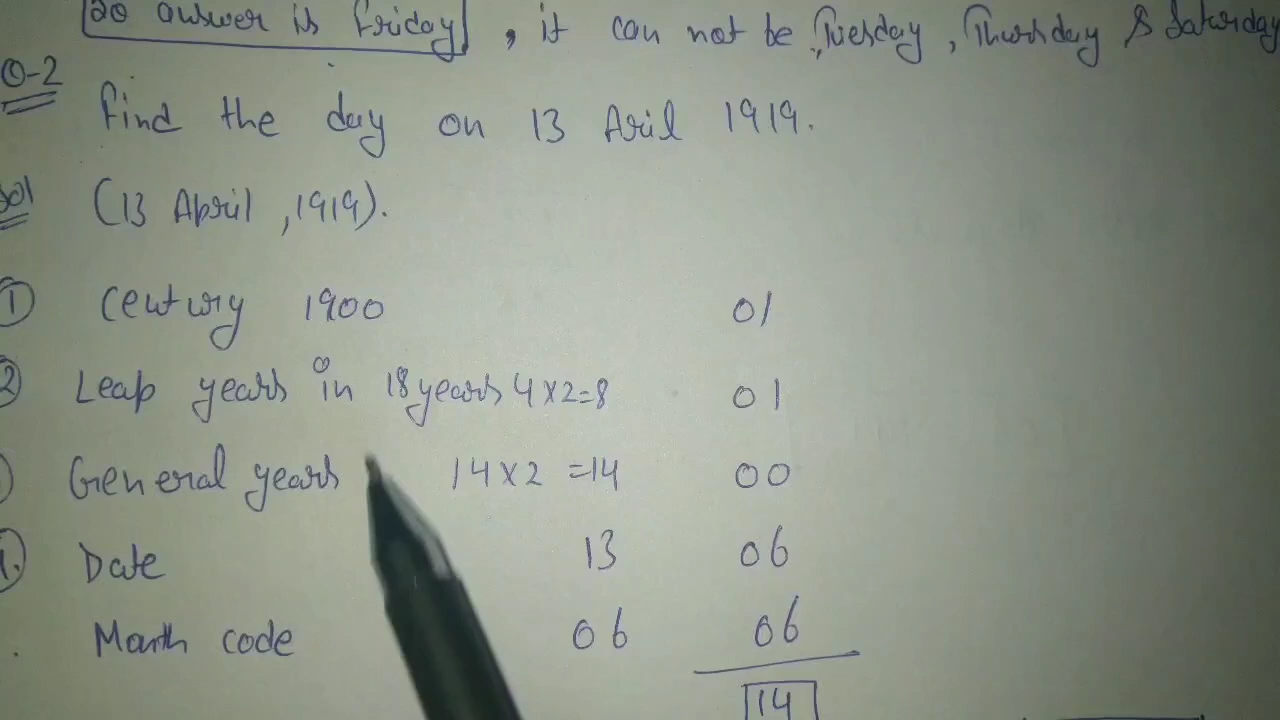 so answer is Friday, it can not be Tuesday, Thursday & Saturday
Q-2
find the day on 13 Aril 1919.
Sol (13 April, 1919).
1 Century 1900 01
2 Leap years in 18 years 4x2=8 01
General years 14x2 =14 00
4. Date 13 06
Month code 06 06
14